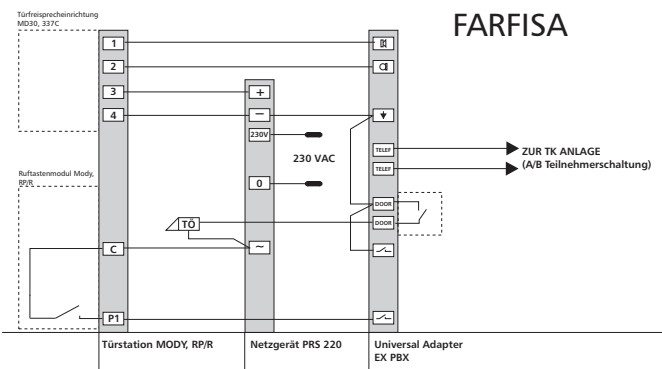 Türfreisprecheinrichtung
MD30, 337C
FARFISA
1
2
3
+
4
–
230V
TELEF
ZUR TK ANLAGE
230 VAC
TELEF
(A/B Teilnehmerschaltung)
Ruftastenmodul Mody,
RP/R
0
DOOR
TÖ
DOOR
C
~
P1
Türstation MODY, RP/R
Netzgerät PRS 220
Universal Adapter
EX PBX